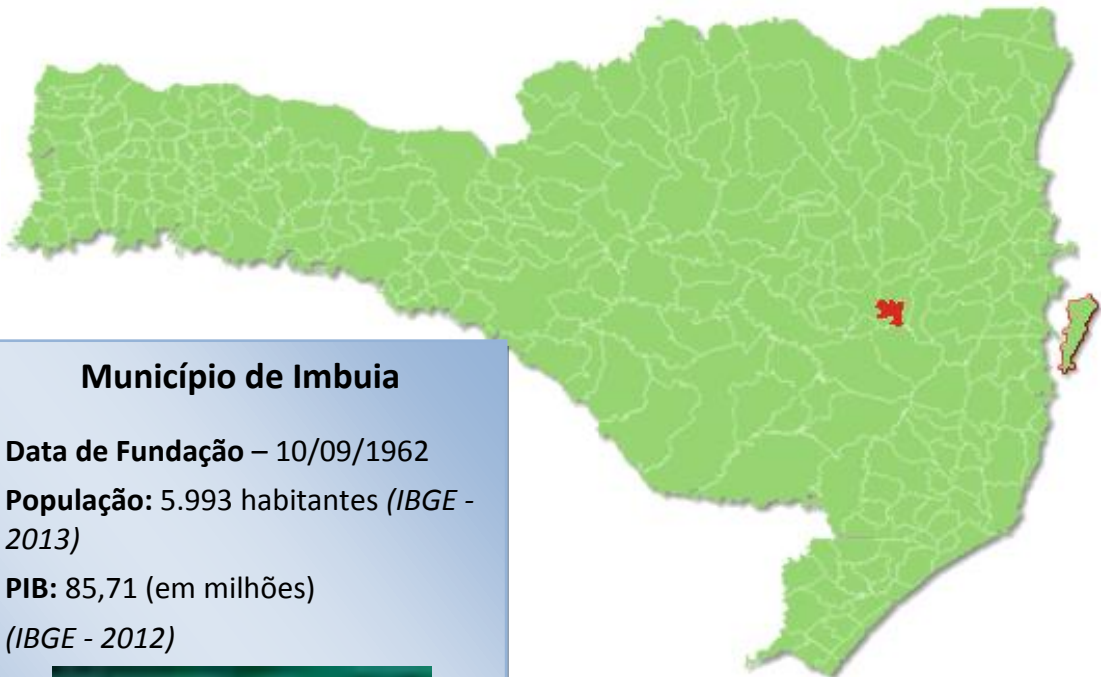 Município de Imbuia
Data de Fundação – 10/09/1962
População: 5.993 habitantes (IBGE -
2013)
PIB: 85,71 (em milhões)
(IBGE - 2012)